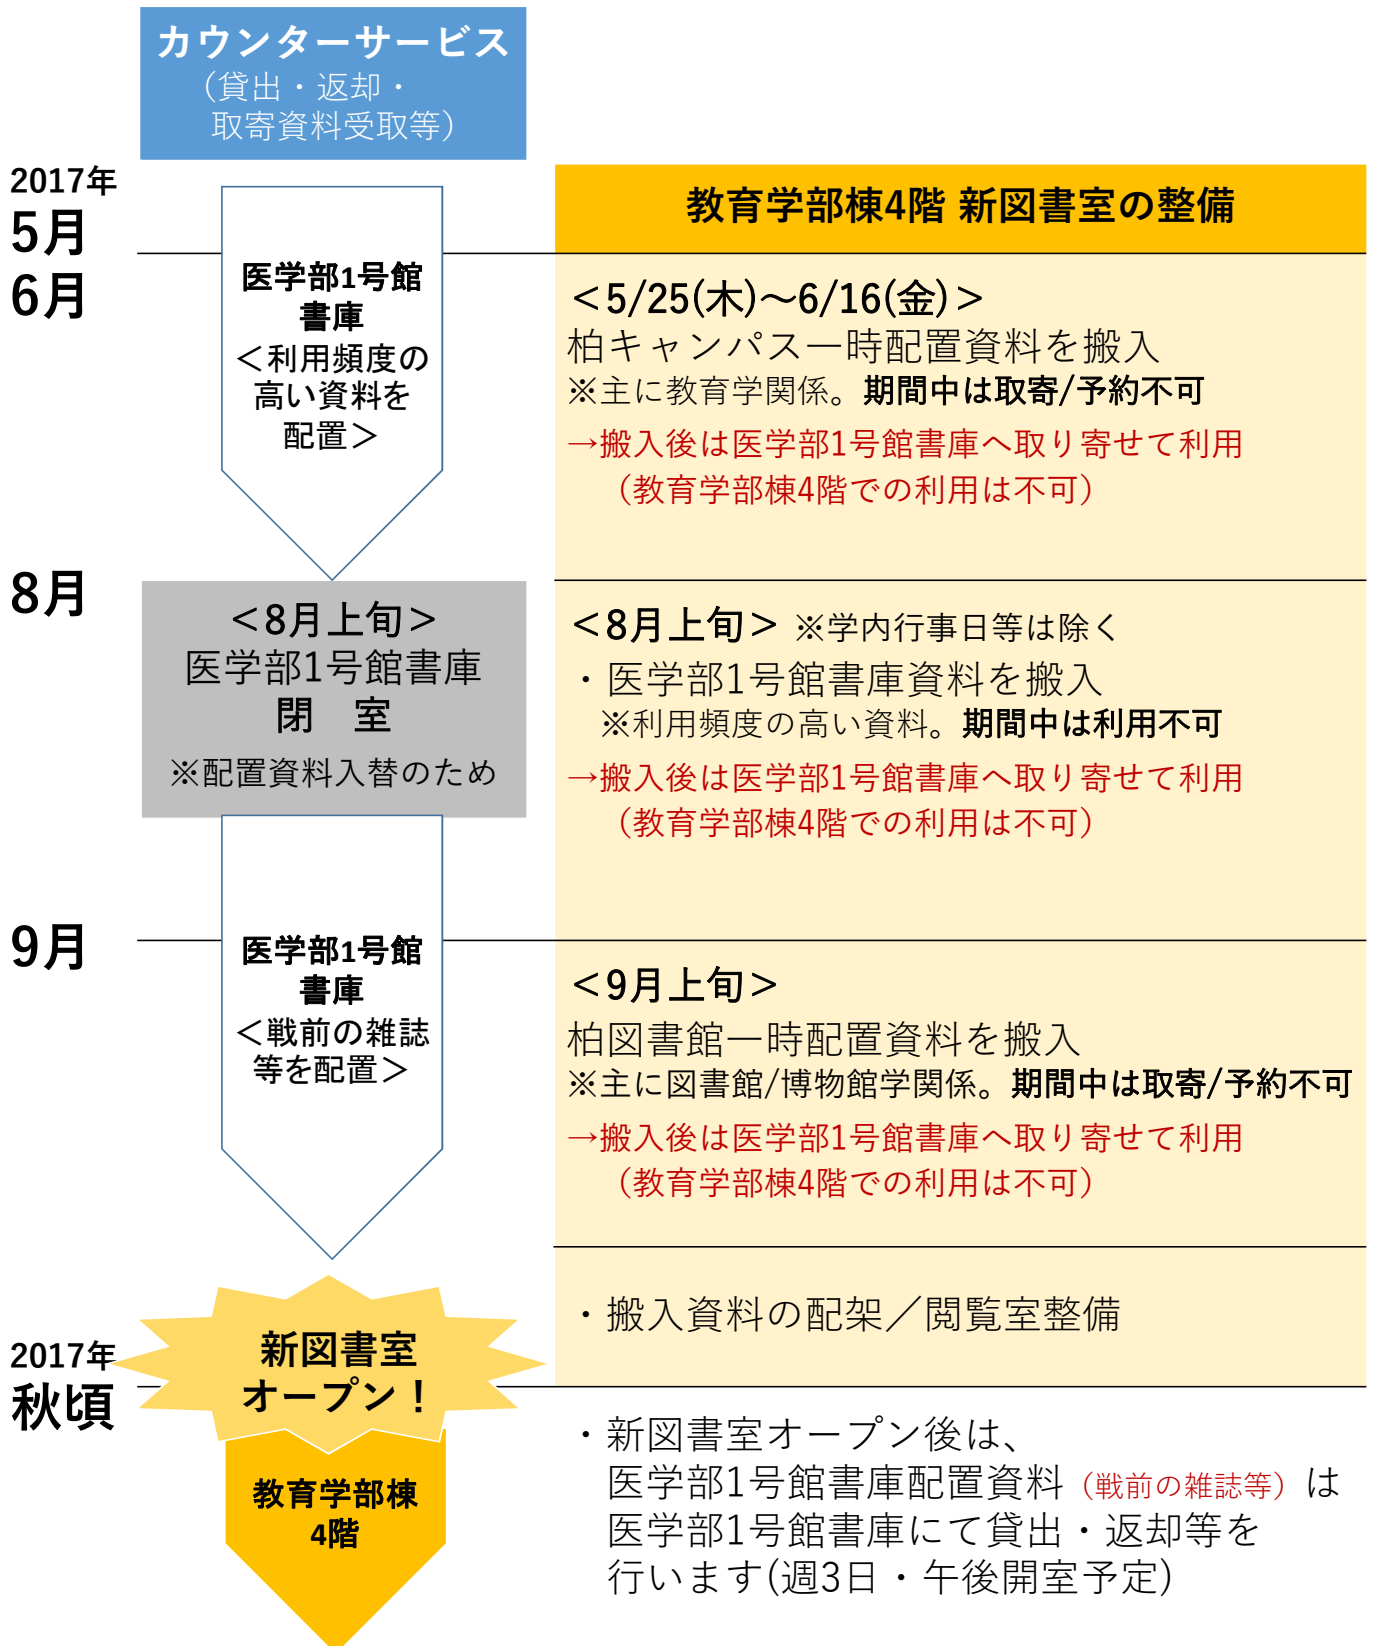 カウンターサービス
（貸出・返却・
取寄資料受取等）
2017年
5月
6月
医学部1号館
書庫
＜利用頻度の
高い資料を
配置＞
教育学部棟4階 新図書室の整備
＜5/25(木)～6/16(金)＞
柏キャンパス一時配置資料を搬入
※主に教育学関係。期間中は取寄/予約不可
→搬入後は医学部1号館書庫へ取り寄せて利用
（教育学部棟4階での利用は不可）
8月
＜8月上旬＞
医学部1号館書庫
閉　室
※配置資料入替のため
＜8月上旬＞ ※学内行事日等は除く
・医学部1号館書庫資料を搬入
※利用頻度の高い資料。期間中は利用不可
→搬入後は医学部1号館書庫へ取り寄せて利用
（教育学部棟4階での利用は不可）
9月
医学部1号館
書庫
＜戦前の雑誌
等を配置＞
＜9月上旬＞
柏図書館一時配置資料を搬入
※主に図書館/博物館学関係。期間中は取寄/予約不可
→搬入後は医学部1号館書庫へ取り寄せて利用
（教育学部棟4階での利用は不可）
・搬入資料の配架／閲覧室整備
2017年
秋頃
新図書室
オープン！
教育学部棟
4階
・新図書室オープン後は、
医学部1号館書庫配置資料（戦前の雑誌等）は
医学部1号館書庫にて貸出・返却等を
行います(週3日・午後開室予定)